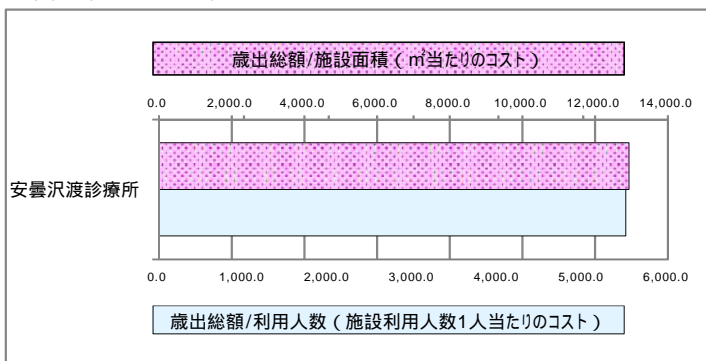 歳出総額/施設面積（㎡当たりのコスト）
0.0 2,000.0 4,000.0 6,000.0 8,000.0 10,000.0 12,000.0 14,000.0
安曇沢渡診療所
0.0 1,000.0 2,000.0 3,000.0 4,000.0 5,000.0 6,000.0
歳出総額/利用人数（施設利用人数1人当たりのコスト）